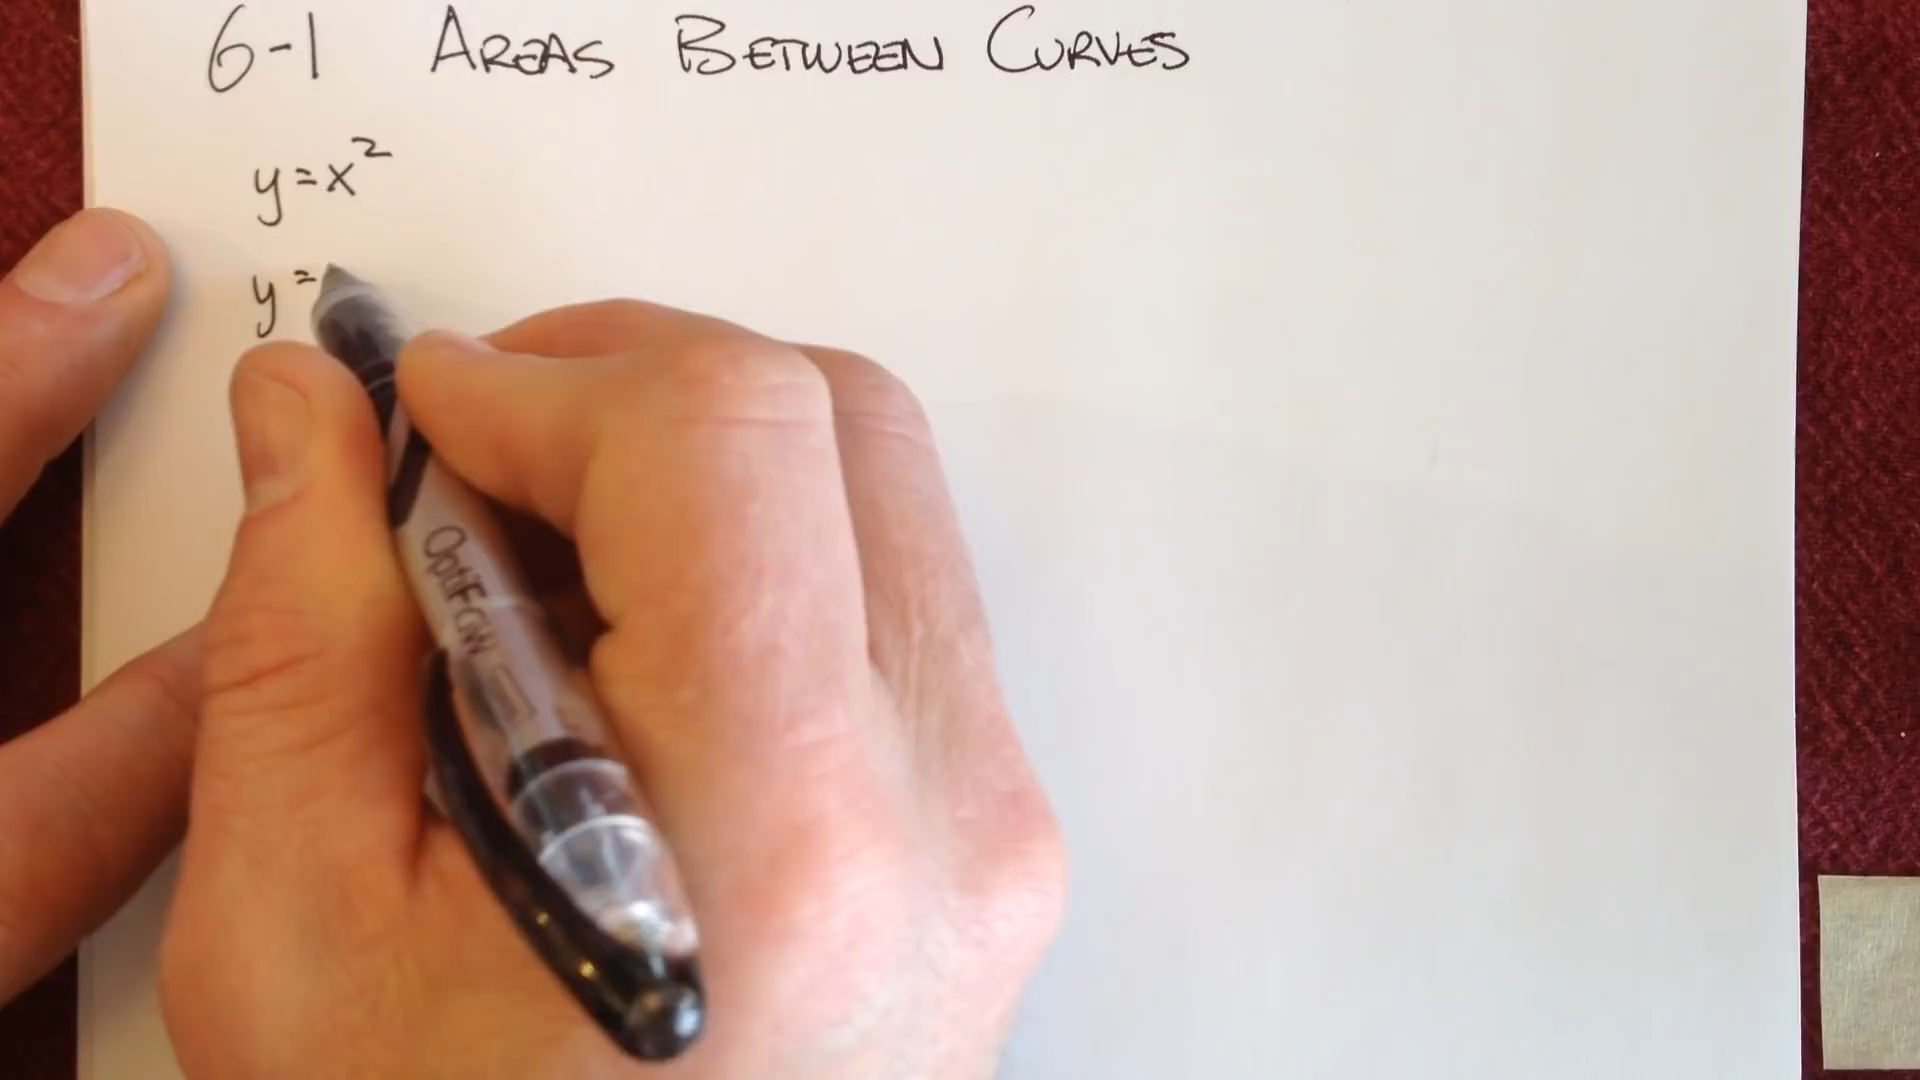 6-1 AREAS BETWEEN CURVES
y=x²
y=
OptiFlow